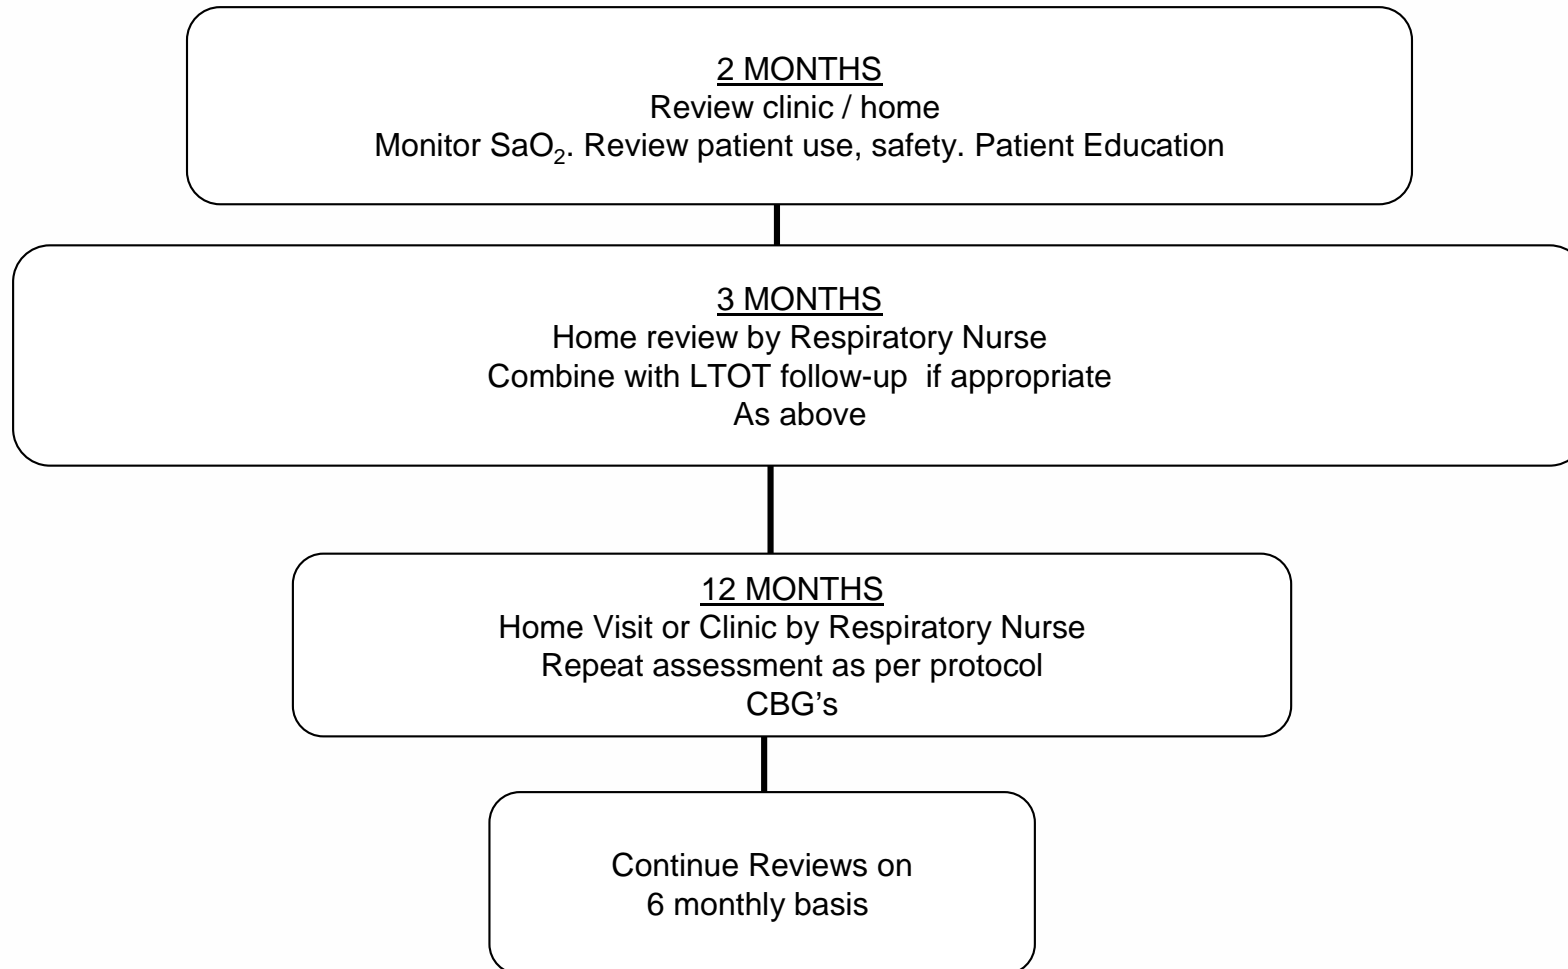 2 MONTHS
Review clinic / home
Monitor SaO₂. Review patient use, safety. Patient Education
3 MONTHS
Home review by Respiratory Nurse
Combine with LTOT follow-up  if appropriate
As above
12 MONTHS
Home Visit or Clinic by Respiratory Nurse
Repeat assessment as per protocol
CBG’s
Continue Reviews on
6 monthly basis